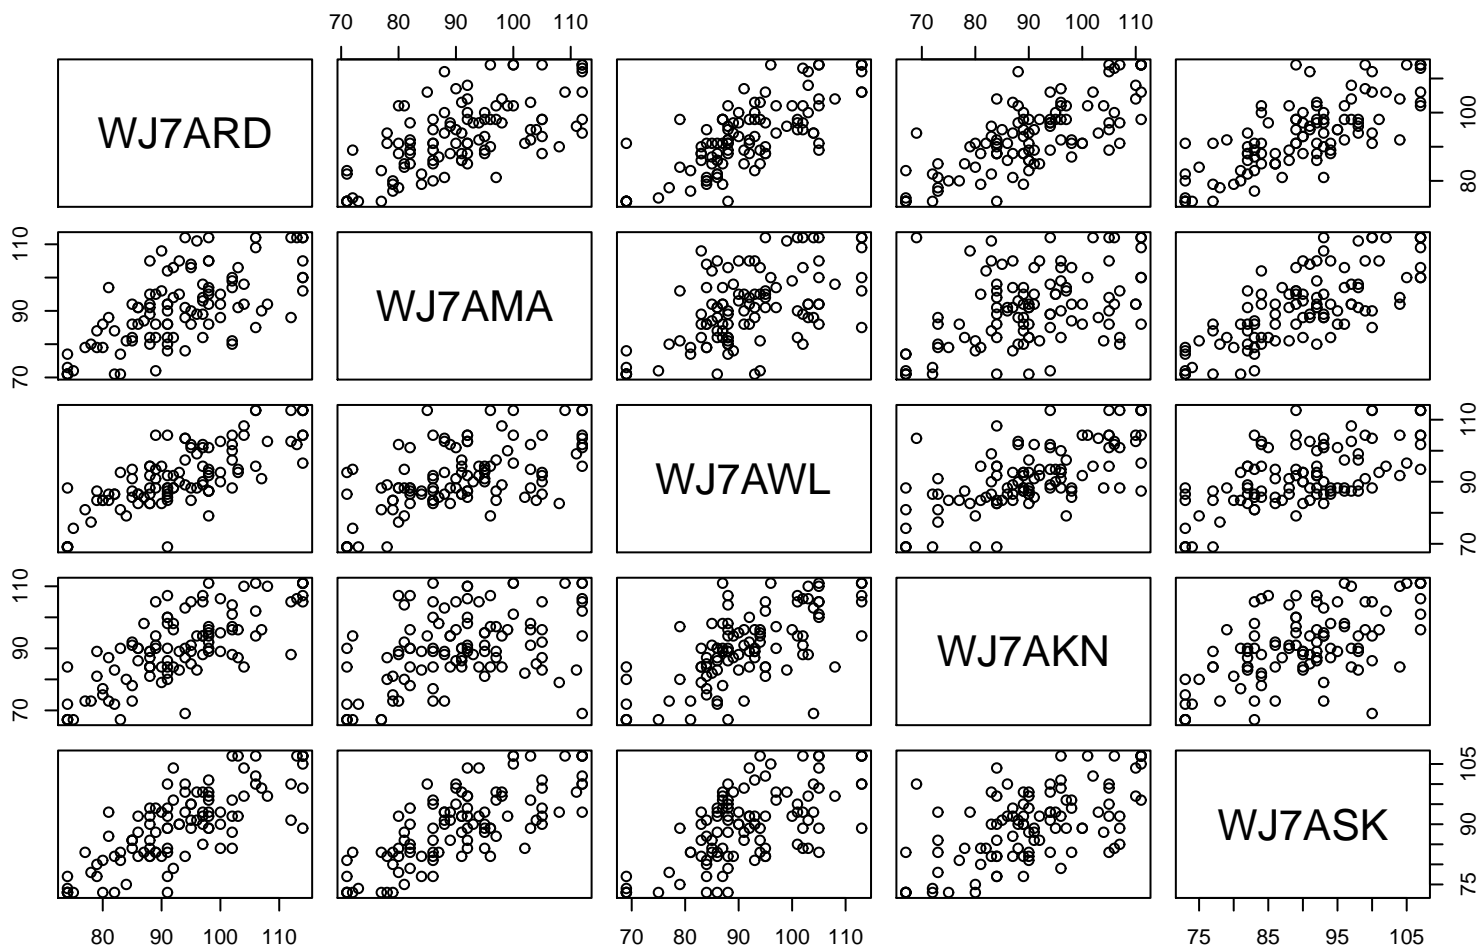 70 80 90 100 110 70 80 90 100 110
WJ7ARD 80 100
70 90 110 WJ7AMA
WJ7AWL 70 90 110
70 90 110 WJ7AKN
WJ7ASK 75 90 105
80 90 100 110 70 80 90 100 110 75 85 95 105